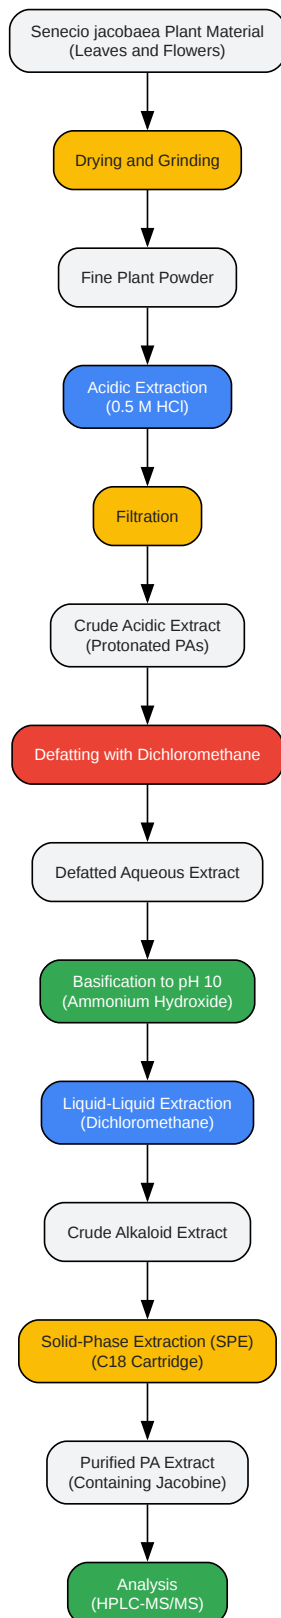 Senecio jacobaea Plant Material
(Leaves and Flowers)
Drying and Grinding
Fine Plant Powder
Acidic Extraction
(0.5 M HCl)
Filtration
Crude Acidic Extract
(Protonated PAs)
Defatting with Dichloromethane
Defatted Aqueous Extract
Basification to pH 10
(Ammonium Hydroxide)
Liquid-Liquid Extraction
(Dichloromethane)
Crude Alkaloid Extract
Solid-Phase Extraction (SPE)
(C18 Cartridge)
Purified PA Extract
(Containing Jacobine)
Analysis
(HPLC-MS/MS)